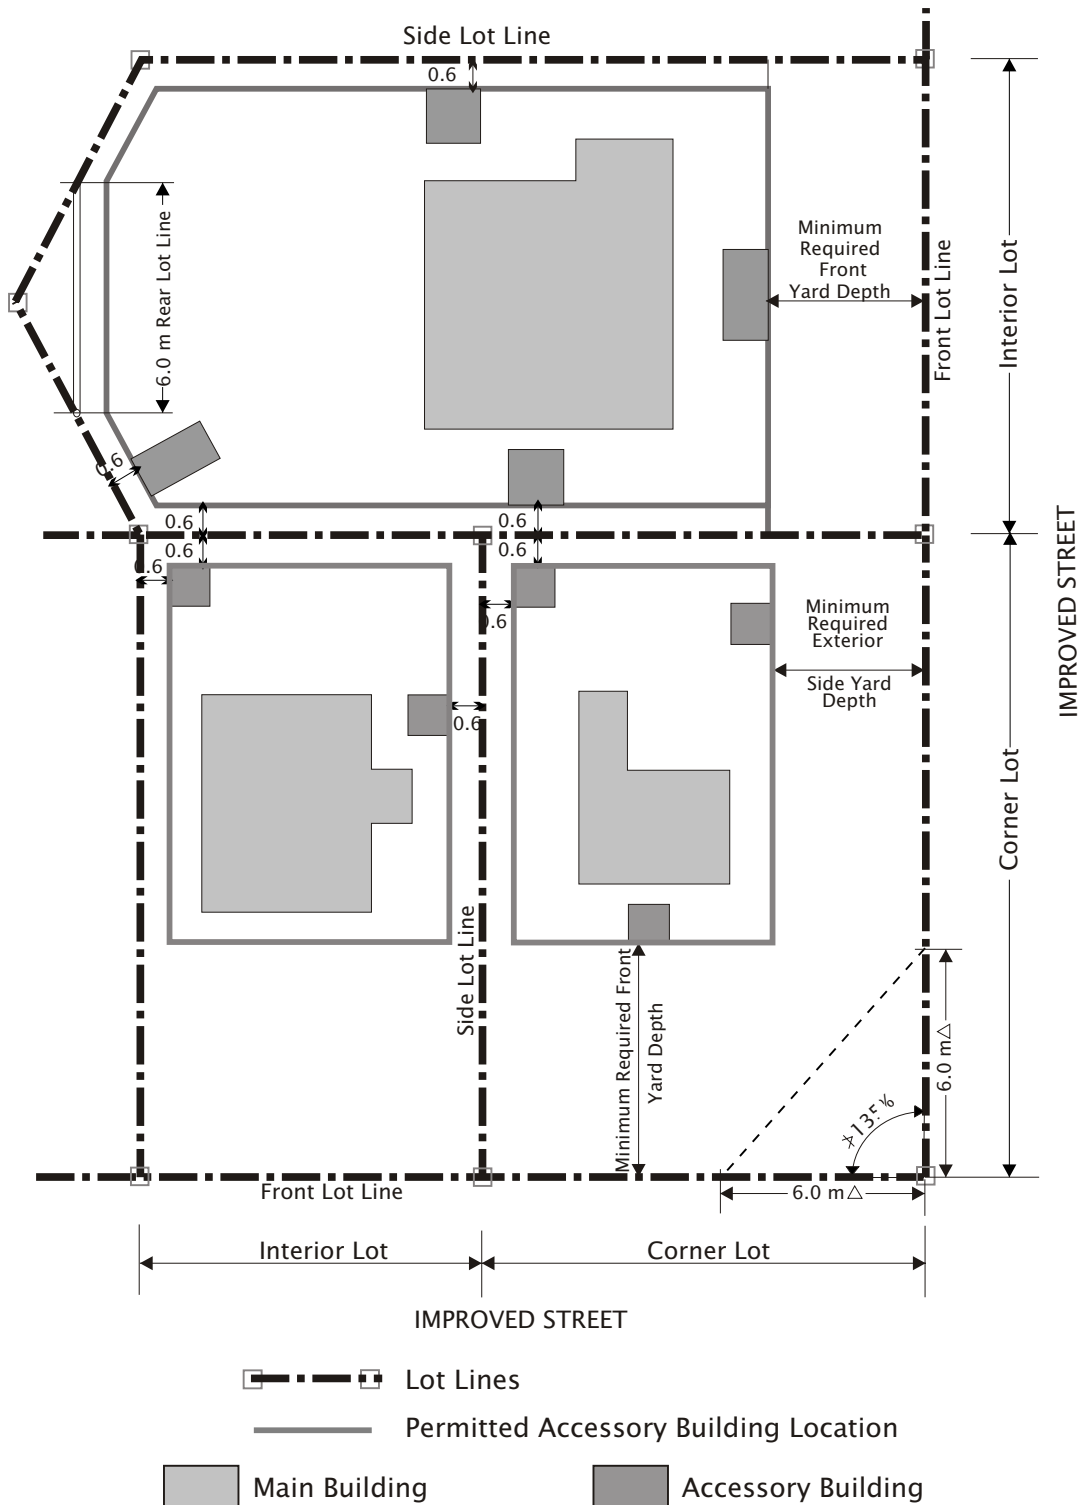 Side Lot Line
0.6
Minimum
Required
Front
Yard Depth
Front Lot Line
Interior Lot
6.0 m Rear Lot Line
0.6
0.6
0.6
0.6
0.6
0.6
0.6
0.6
Minimum
Required
Exterior
Side Yard
Depth
IMPROVED STREET
Corner Lot
Side Lot Line
Minimum Required Front
Yard Depth
6.0 m△
6.0 m△
Front Lot Line
Interior Lot
Corner Lot
IMPROVED STREET
Lot Lines
Permitted Accessory Building Location
Main Building
Accessory Building